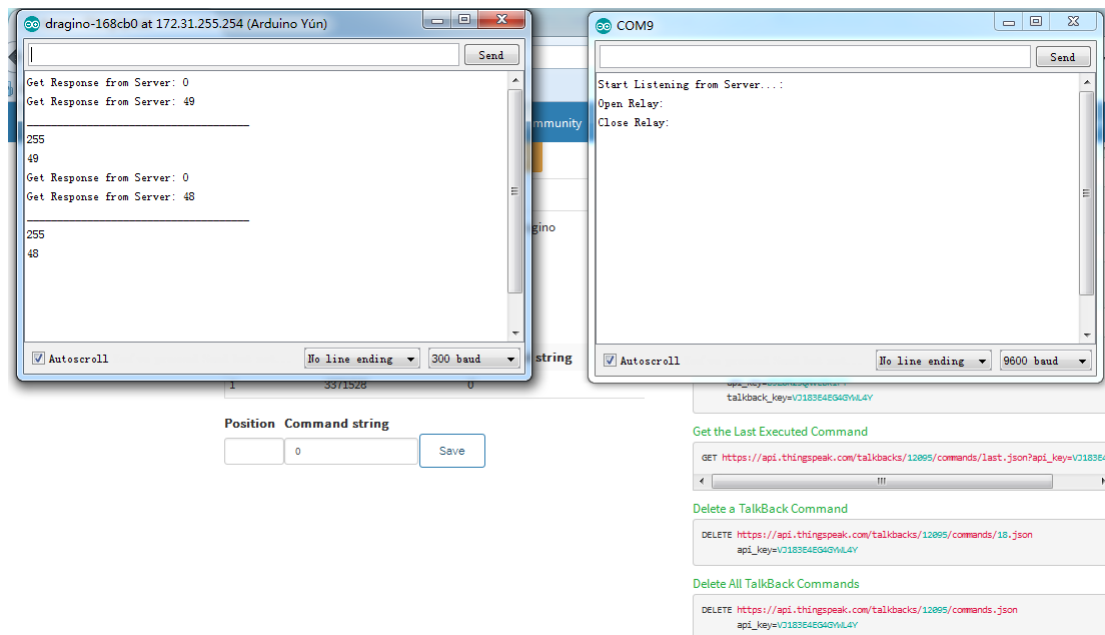 dragino-168cb0 at 172.31.255.254 (Arduino Yún)
Send
Get Response from Server: 0
Get Response from Server: 49
255
49
Get Response from Server: 0
Get Response from Server: 48
255
48
Autoscroll
No line ending
300 baud
COM9
Send
Start Listening from Server...:
Open Relay:
Close Relay:
Autoscroll
No line ending
9600 baud
mmunity
gino
string
1 3371528 0
Position Command string
0
Save
talkback_key=VJ183E4EG4GYWL4Y
Get the Last Executed Command
GET https://api.thingspeak.com/talkbacks/12095/commands/last.json?api_key=VJ183E4
Delete a TalkBack Command
DELETE https://api.thingspeak.com/talkbacks/12095/commands/18.json
api_key=VJ183E4EG4GYWL4Y
Delete All TalkBack Commands
DELETE https://api.thingspeak.com/talkbacks/12095/commands.json
api_key=VJ183E4EG4GYWL4Y